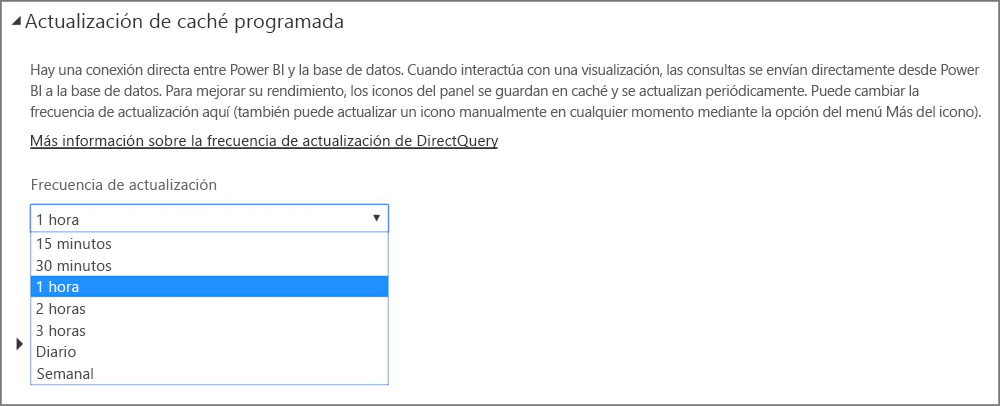 Actualización de caché programada
Hay una conexión directa entre Power BI y la base de datos. Cuando interactúa con una visualización, las consultas se envían directamente desde Power
BI a la base de datos. Para mejorar su rendimiento, los iconos del panel se guardan en caché y se actualizan periódicamente. Puede cambiar la
frecuencia de actualización aquí (también puede actualizar un icono manualmente en cualquier momento mediante la opción del menú Más del icono).
Más información sobre la frecuencia de actualización de DirectQuery
Frecuencia de actualización
1 hora
15 minutos
30 minutos
1 hora
2 horas
3 horas
Diario
Semanal